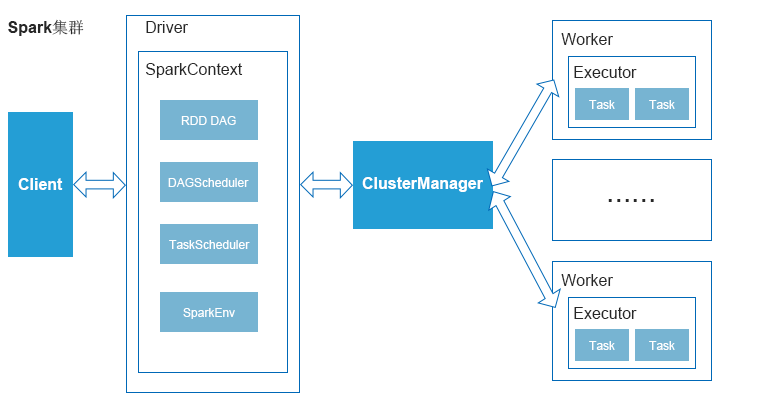 Spark集群
Client
Driver
SparkContext
RDD DAG
DAGScheduler
TaskScheduler
SparkEnv
ClusterManager
Worker
Executor
Task Task
......
Worker
Executor
Task Task